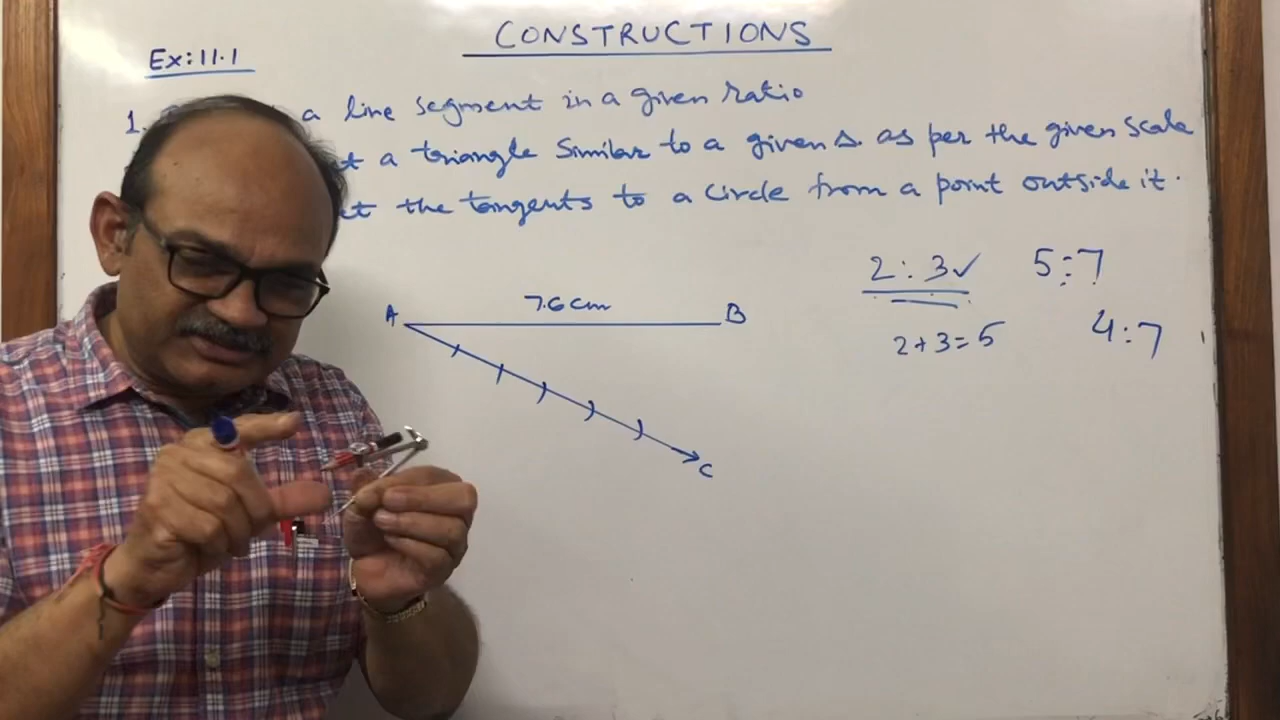 CONSTRUCTIONS
Ex:11.1
1. a line segment in a given ratio
a triangle similar to a given Δ as per the given scale
the tangents to a circle from a point outside it.
2 : 3 ✓ 5:7
2+3=5 4:7
A 7.6 cm B
C